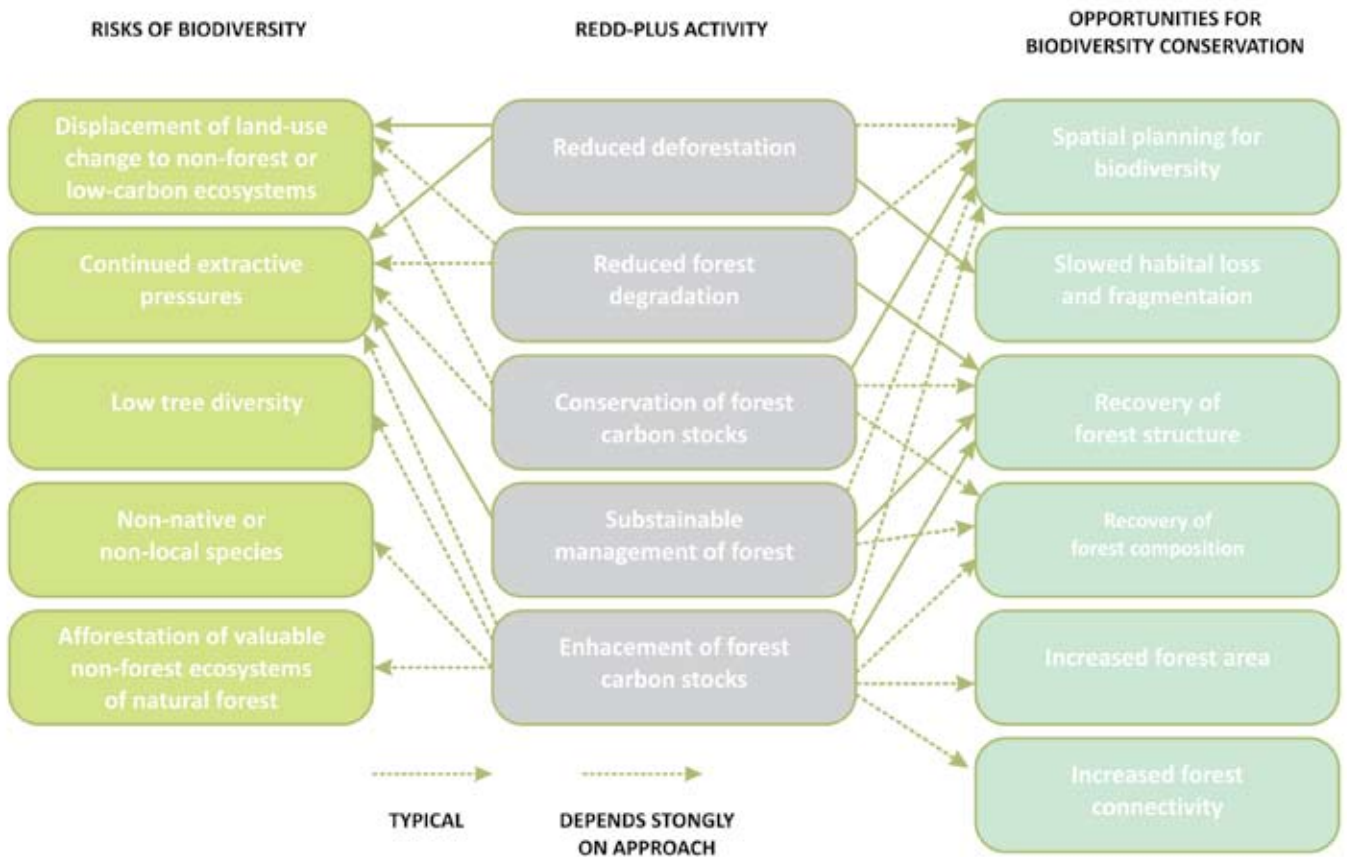 RISKS OF BIODIVERSITY
REDD-PLUS ACTIVITY
OPPORTUNITIES FOR
BIODIVERSITY CONSERVATION
Displacement of land-use
change to non-forest or
low-carbon ecosystems
Reduced deforestation
Spatial planning for
biodiversity
Continued extractive
pressures
Reduced forest
degradation
Slowed habital loss
and fragmentaion
Low tree diversity
Conservation of forest
carbon stocks
Recovery of
forest structure
Non-native or
non-local species
Substainable
management of forest
Recovery of
forest composition
Afforestation of valuable
non-forest ecosystems
of natural forest
Enhacement of forest
carbon stocks
Increased forest area
Increased forest
connectivity
TYPICAL
DEPENDS STONGLY
ON APPROACH